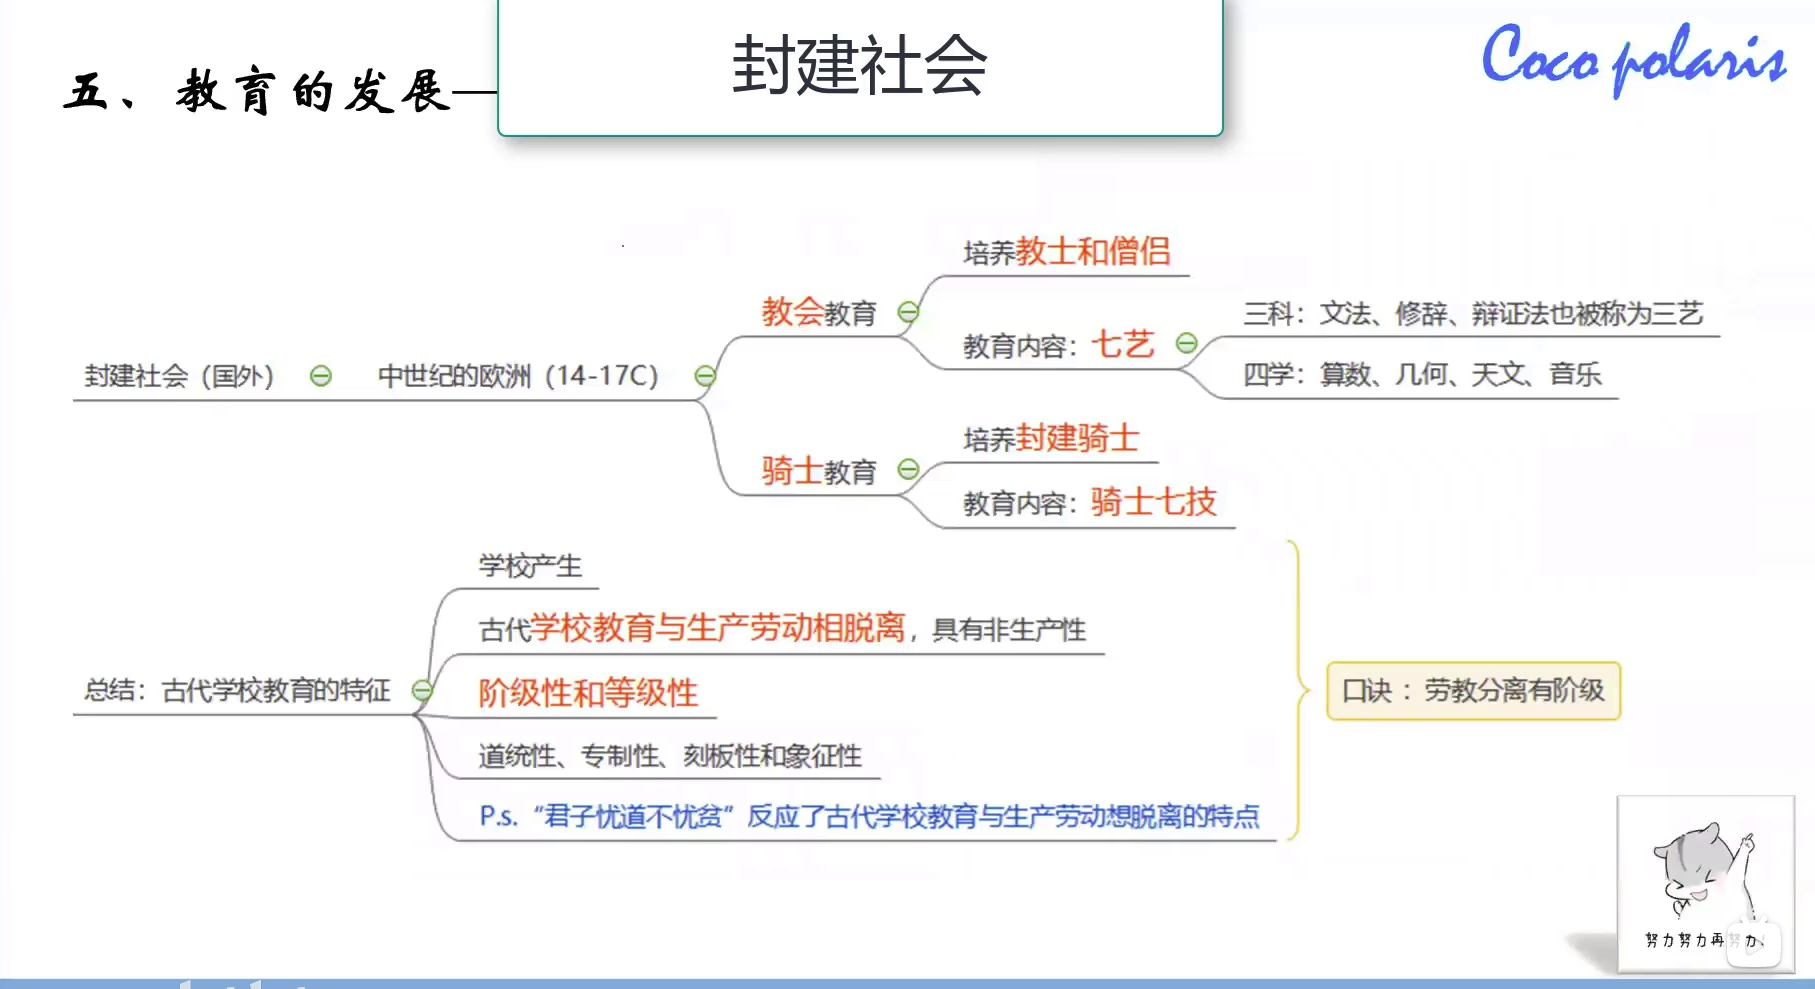 五、教育的发展—
封建社会
Coco polaris
封建社会（国外）
中世纪的欧洲（14-17C）
教会教育
培养教士和僧侣
教育内容：七艺
三科：文法、修辞、辩证法也被称为三艺
四学：算数、几何、天文、音乐
骑士教育
培养封建骑士
教育内容：骑士七技
总结：古代学校教育的特征
学校产生
古代学校教育与生产劳动相脱离，具有非生产性
阶级性和等级性
道统性、专制性、刻板性和象征性
P.s.“君子忧道不忧贫”反应了古代学校教育与生产劳动想脱离的特点
口诀：劳教分离有阶级
努力努力再努力！